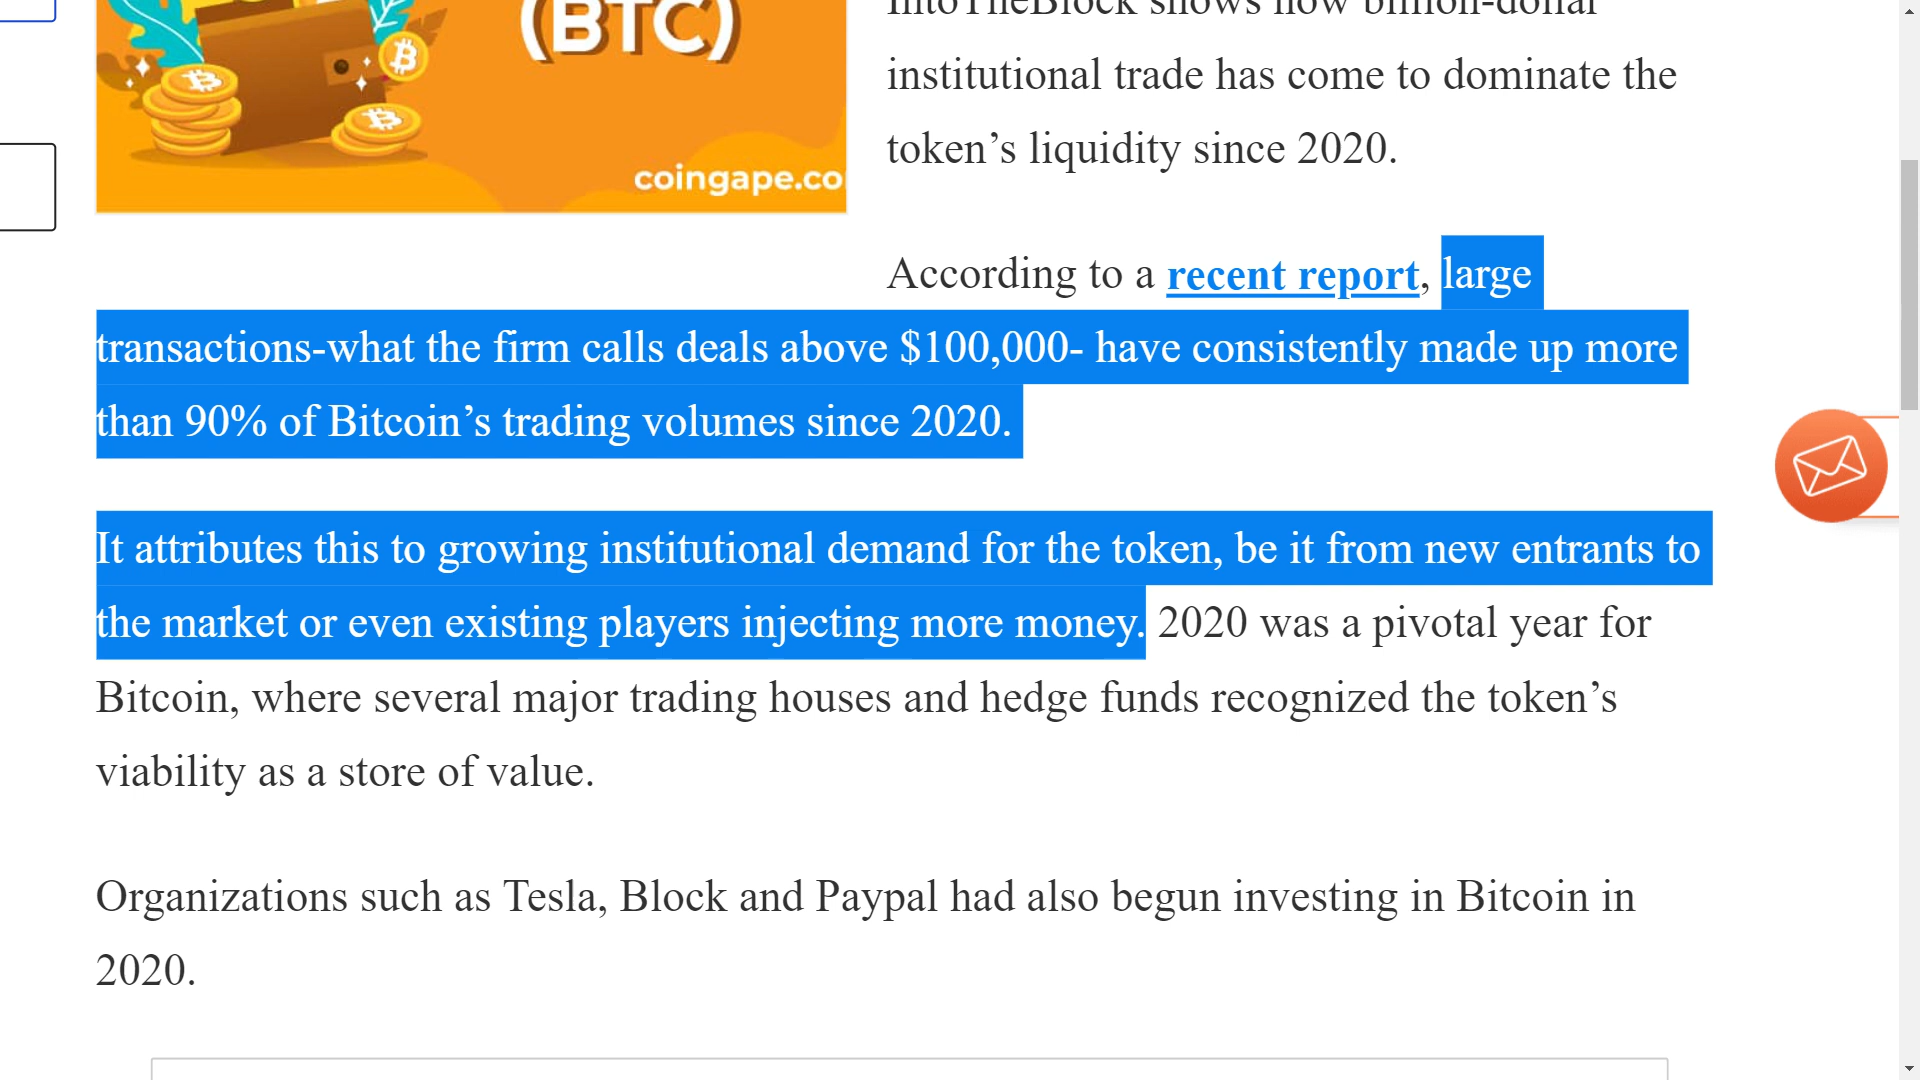 (BTC)
coingape.co
IntoTheBlock shows how billion-dollar
institutional trade has come to dominate the
token’s liquidity since 2020.
According to a recent report, large
transactions-what the firm calls deals above $100,000- have consistently made up more
than 90% of Bitcoin’s trading volumes since 2020.
It attributes this to growing institutional demand for the token, be it from new entrants to
the market or even existing players injecting more money. 2020 was a pivotal year for
Bitcoin, where several major trading houses and hedge funds recognized the token’s
viability as a store of value.
Organizations such as Tesla, Block and Paypal had also begun investing in Bitcoin in
2020.